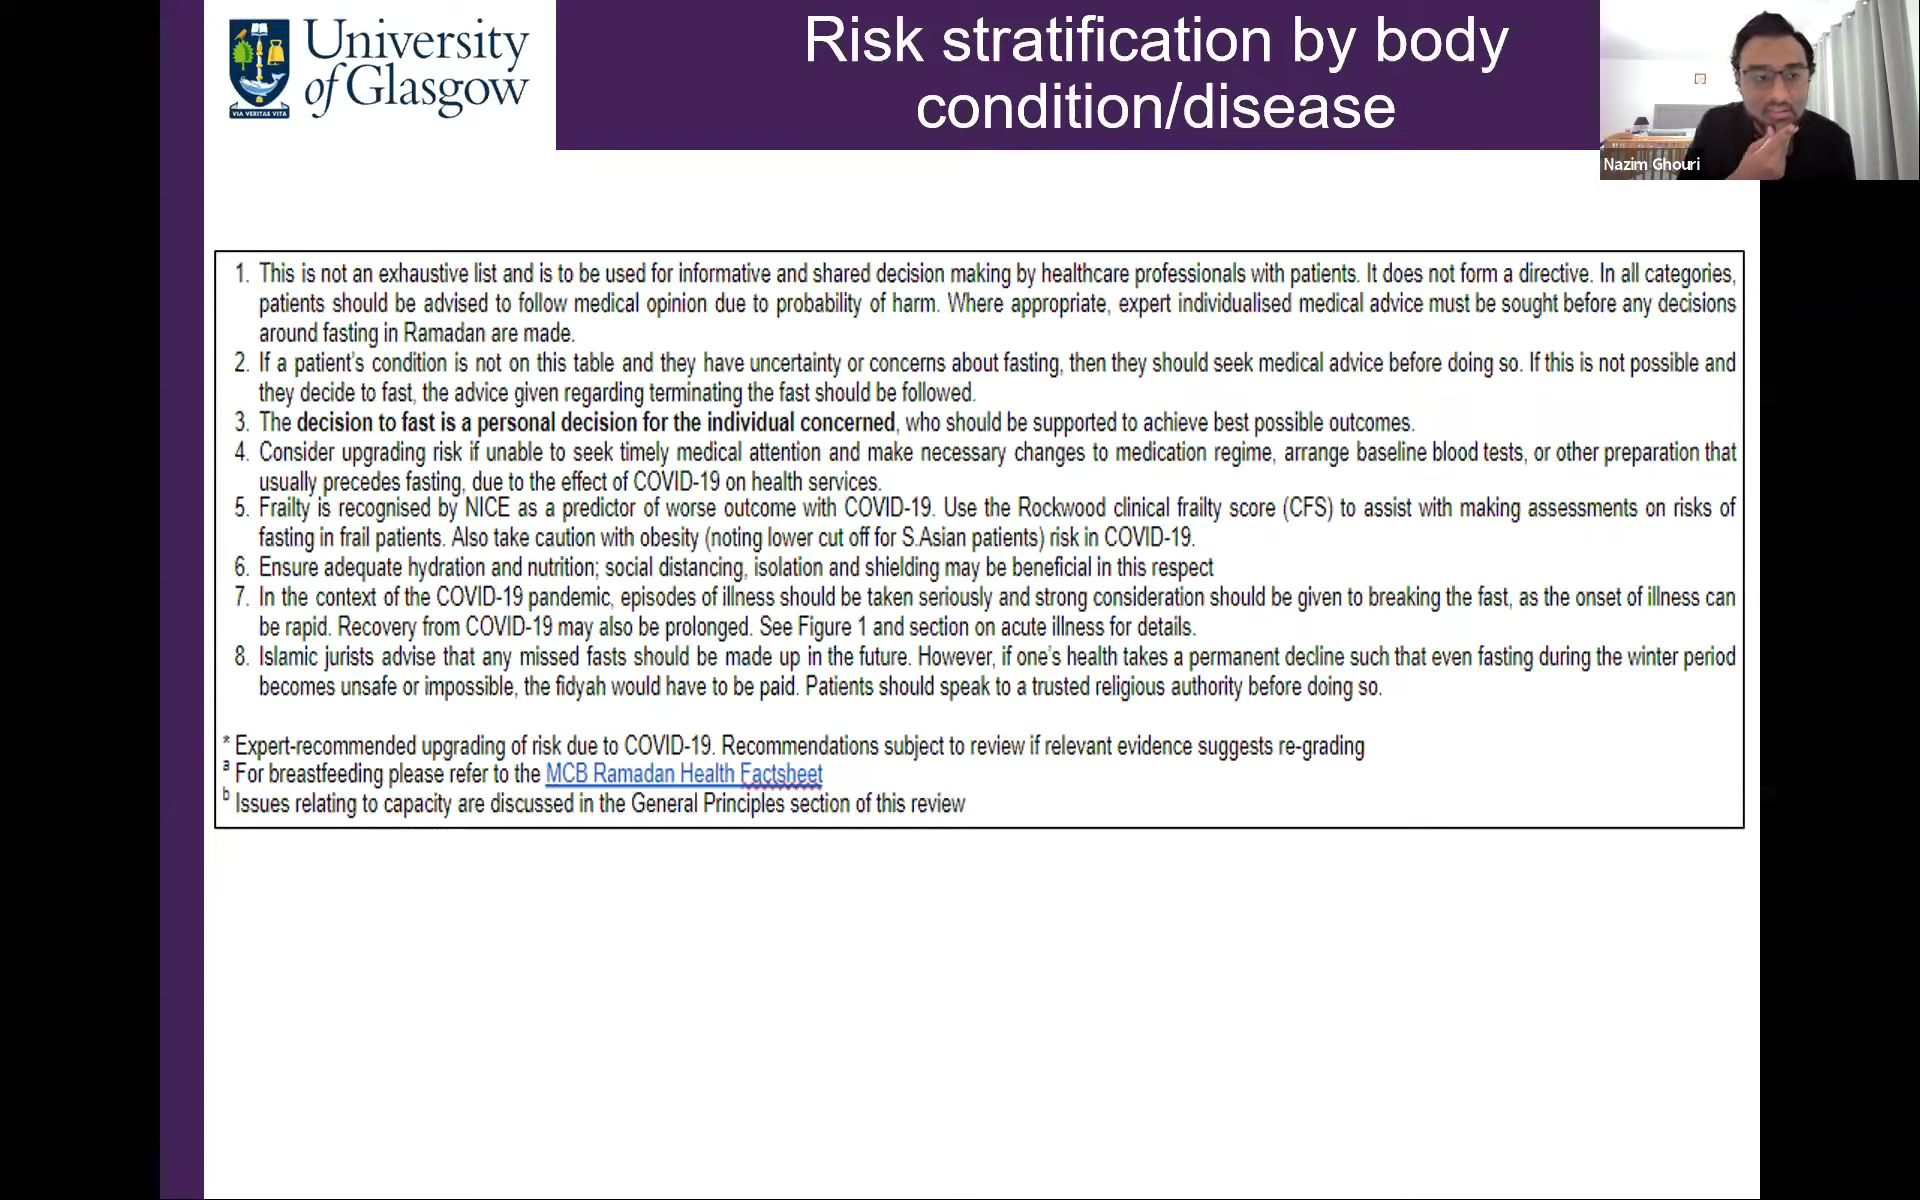 University
of Glasgow
VIA VERITAS VITA
Risk stratification by body
condition/disease
Nazim Ghouri
1. This is not an exhaustive list and is to be used for informative and shared decision making by healthcare professionals with patients. It does not form a directive. In all categories,
patients should be advised to follow medical opinion due to probability of harm. Where appropriate, expert individualised medical advice must be sought before any decisions
around fasting in Ramadan are made.
2. If a patient's condition is not on this table and they have uncertainty or concerns about fasting, then they should seek medical advice before doing so. If this is not possible and
they decide to fast, the advice given regarding terminating the fast should be followed.
3. The decision to fast is a personal decision for the individual concerned, who should be supported to achieve best possible outcomes.
4. Consider upgrading risk if unable to seek timely medical attention and make necessary changes to medication regime, arrange baseline blood tests, or other preparation that
usually precedes fasting, due to the effect of COVID-19 on health services.
5. Frailty is recognised by NICE as a predictor of worse outcome with COVID-19. Use the Rockwood clinical frailty score (CFS) to assist with making assessments on risks of
fasting in frail patients. Also take caution with obesity (noting lower cut off for S.Asian patients) risk in COVID-19.
6. Ensure adequate hydration and nutrition; social distancing, isolation and shielding may be beneficial in this respect
7. In the context of the COVID-19 pandemic, episodes of illness should be taken seriously and strong consideration should be given to breaking the fast, as the onset of illness can
be rapid. Recovery from COVID-19 may also be prolonged. See Figure 1 and section on acute illness for details.
8. Islamic jurists advise that any missed fasts should be made up in the future. However, if one's health takes a permanent decline such that even fasting during the winter period
becomes unsafe or impossible, the fidyah would have to be paid. Patients should speak to a trusted religious authority before doing so.
* Expert-recommended upgrading of risk due to COVID-19. Recommendations subject to review if relevant evidence suggests re-grading
a For breastfeeding please refer to the MCB Ramadan Health Factsheet
b Issues relating to capacity are discussed in the General Principles section of this review